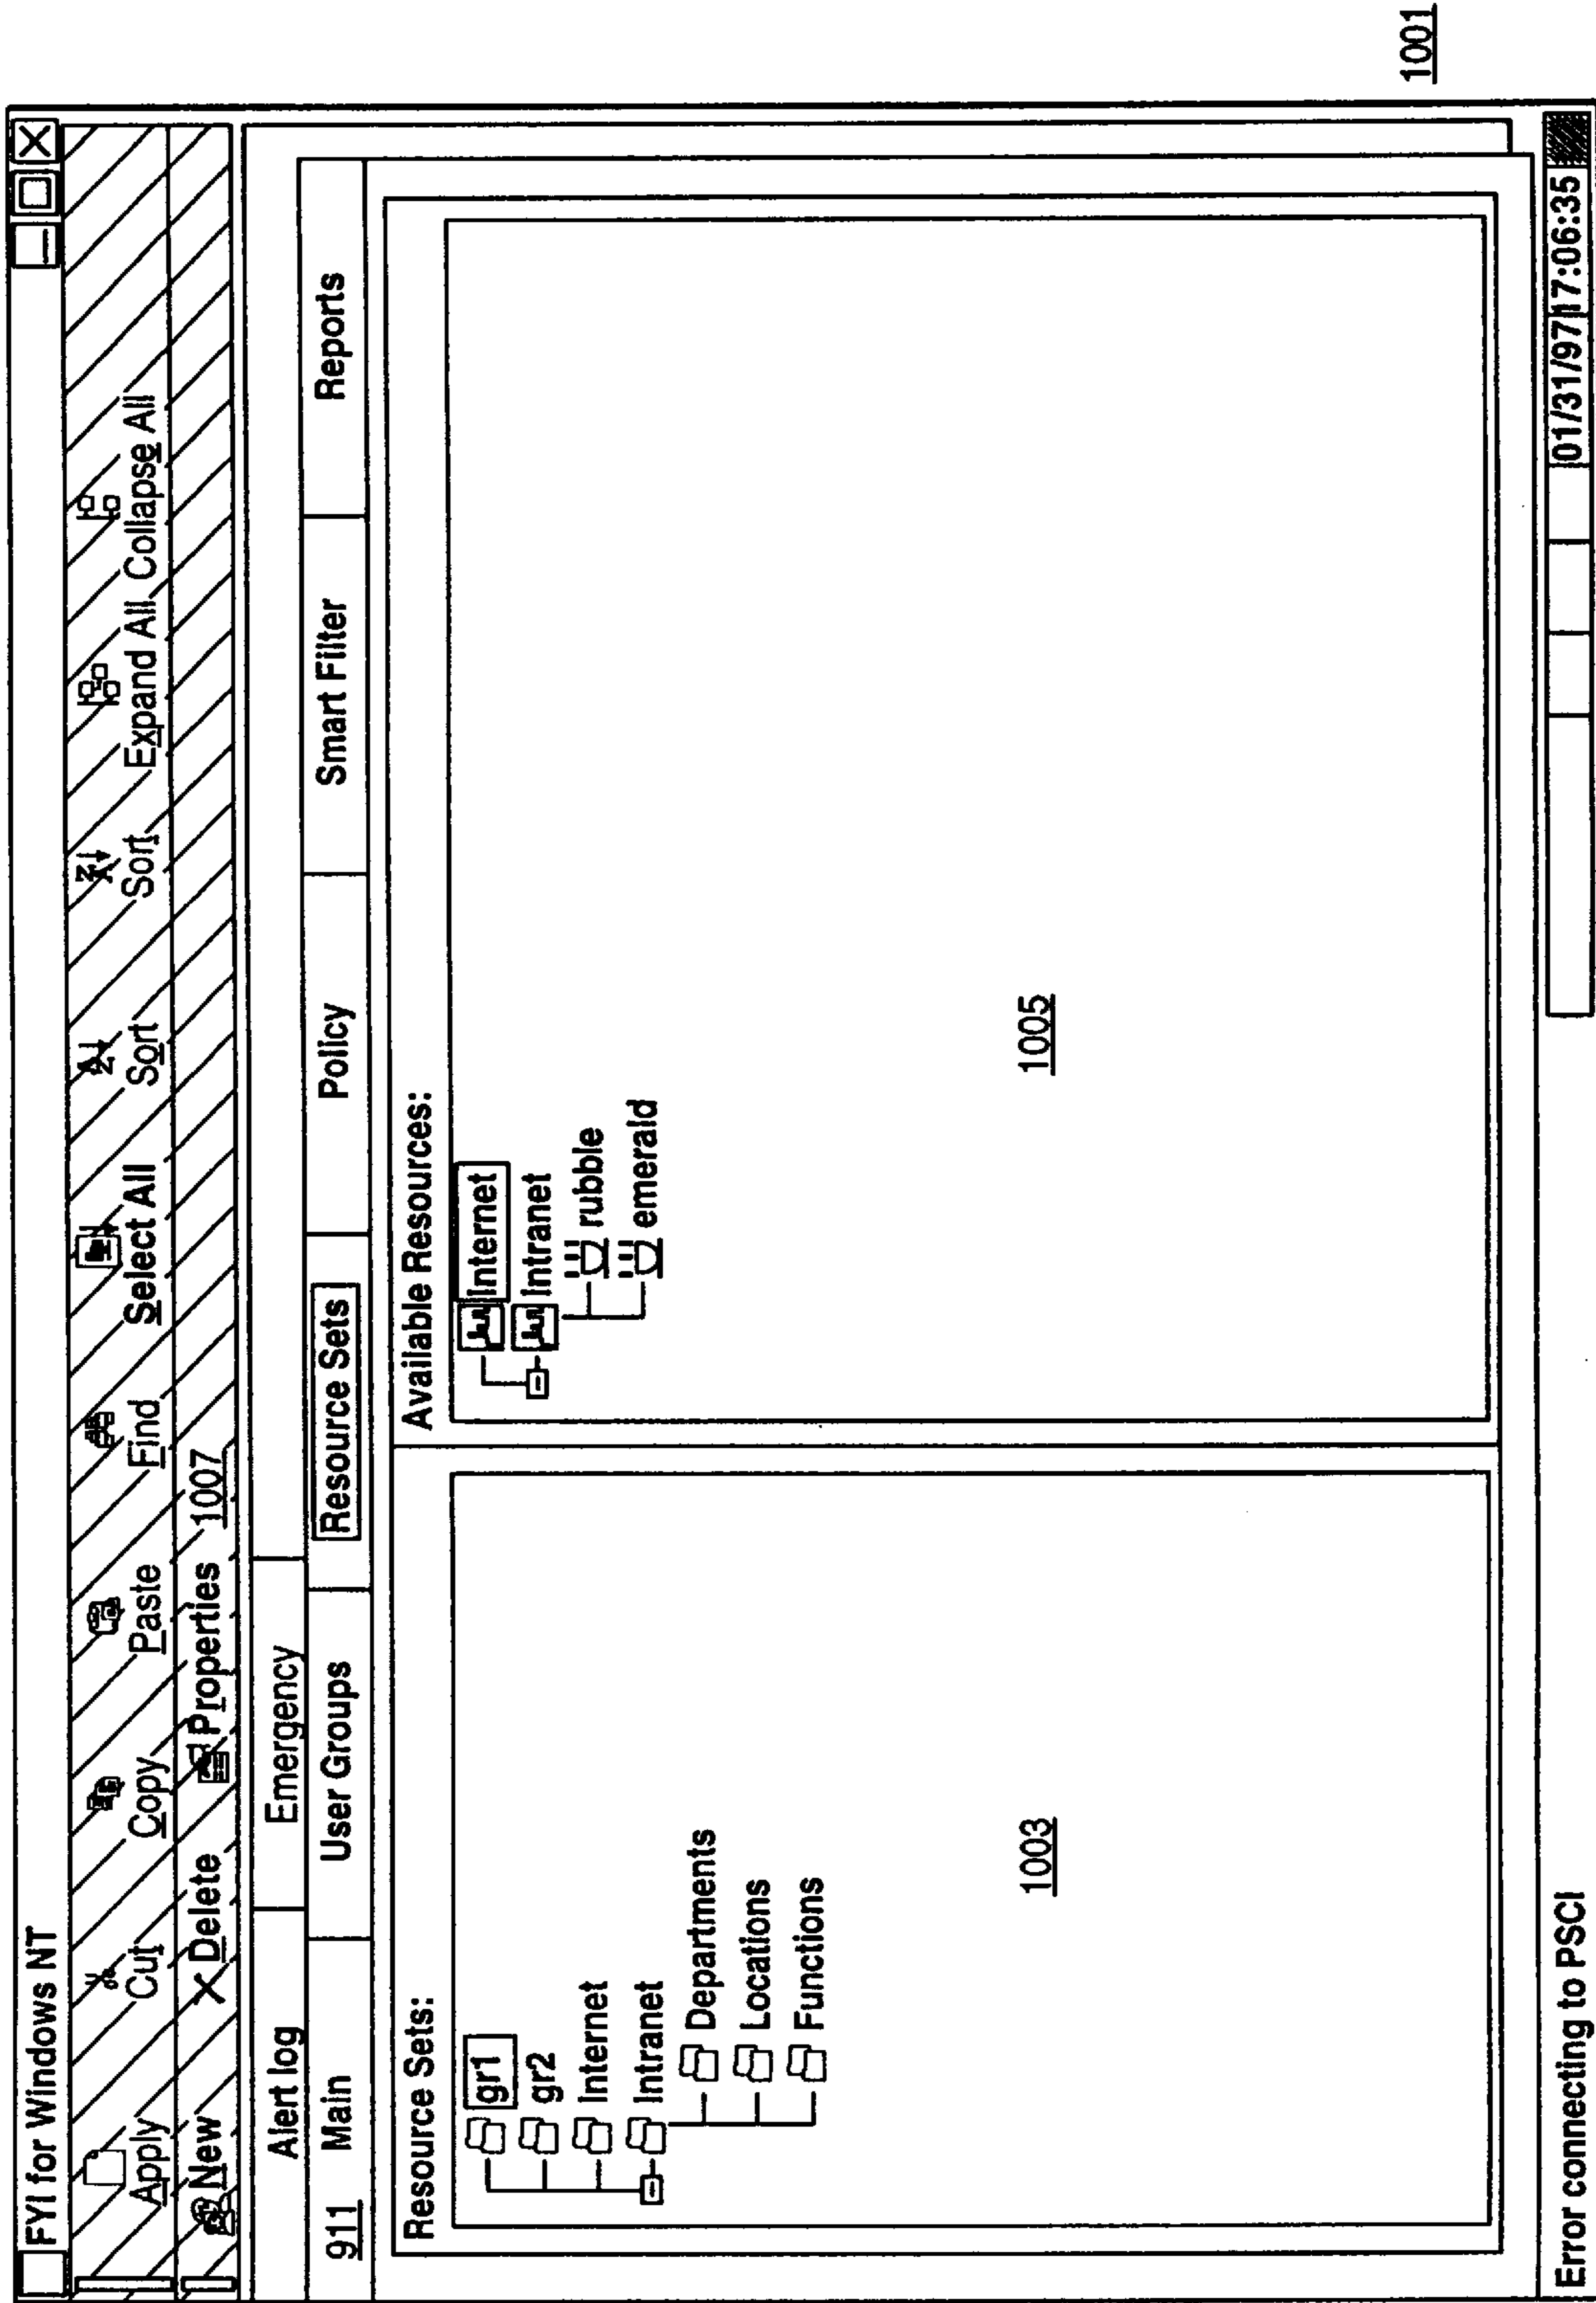 FYI for Windows NT
Apply Cut Copy Paste Find Select All Sort Sort Expand All Collapse All
New Delete Properties 1007
Alert log Emergency
911 Main User Groups Resource Sets Policy Smart Filter Reports
Resource Sets:
gr1
gr2
Internet
Intranet
Departments
Locations
Functions
1003
Available Resources:
Internet
Intranet
rubble
emerald
1005
Error connecting to PSCI 01/31/97 17:06:35
1001